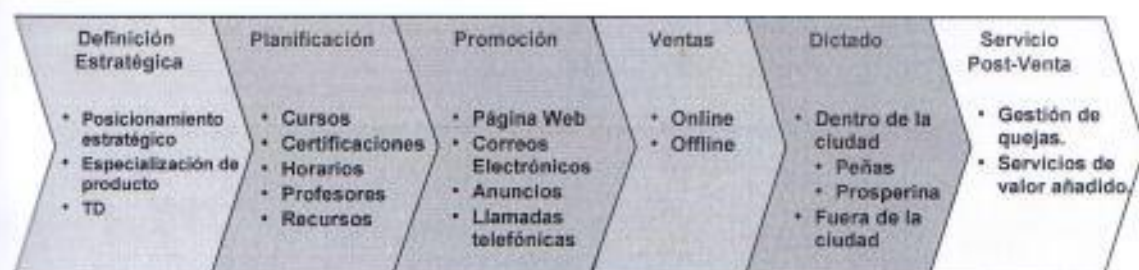 Definición
Estratégica
• Posicionamiento
estratégico
• Especialización de
producto
• TD
Planificación
• Cursos
• Certificaciones
• Horarios
• Profesores
• Recursos
Promoción
• Página Web
• Correos
Electrónicos
• Anuncios
• Llamadas
telefónicas
Ventas
• Online
• Offline
Dictado
• Dentro de la
ciudad
• Peñas
• Prosperina
• Fuera de la
ciudad
Servicio
Post-Venta
• Gestión de
quejas.
• Servicios de
valor añadido.